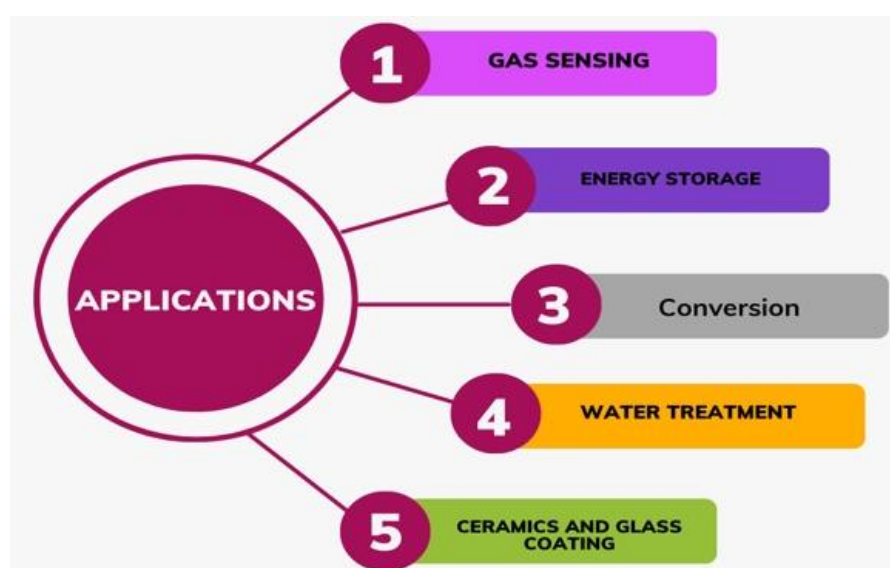 1 GAS SENSING
2 ENERGY STORAGE
APPLICATIONS
3 Conversion
4 WATER TREATMENT
5 CERAMICS AND GLASS
COATING